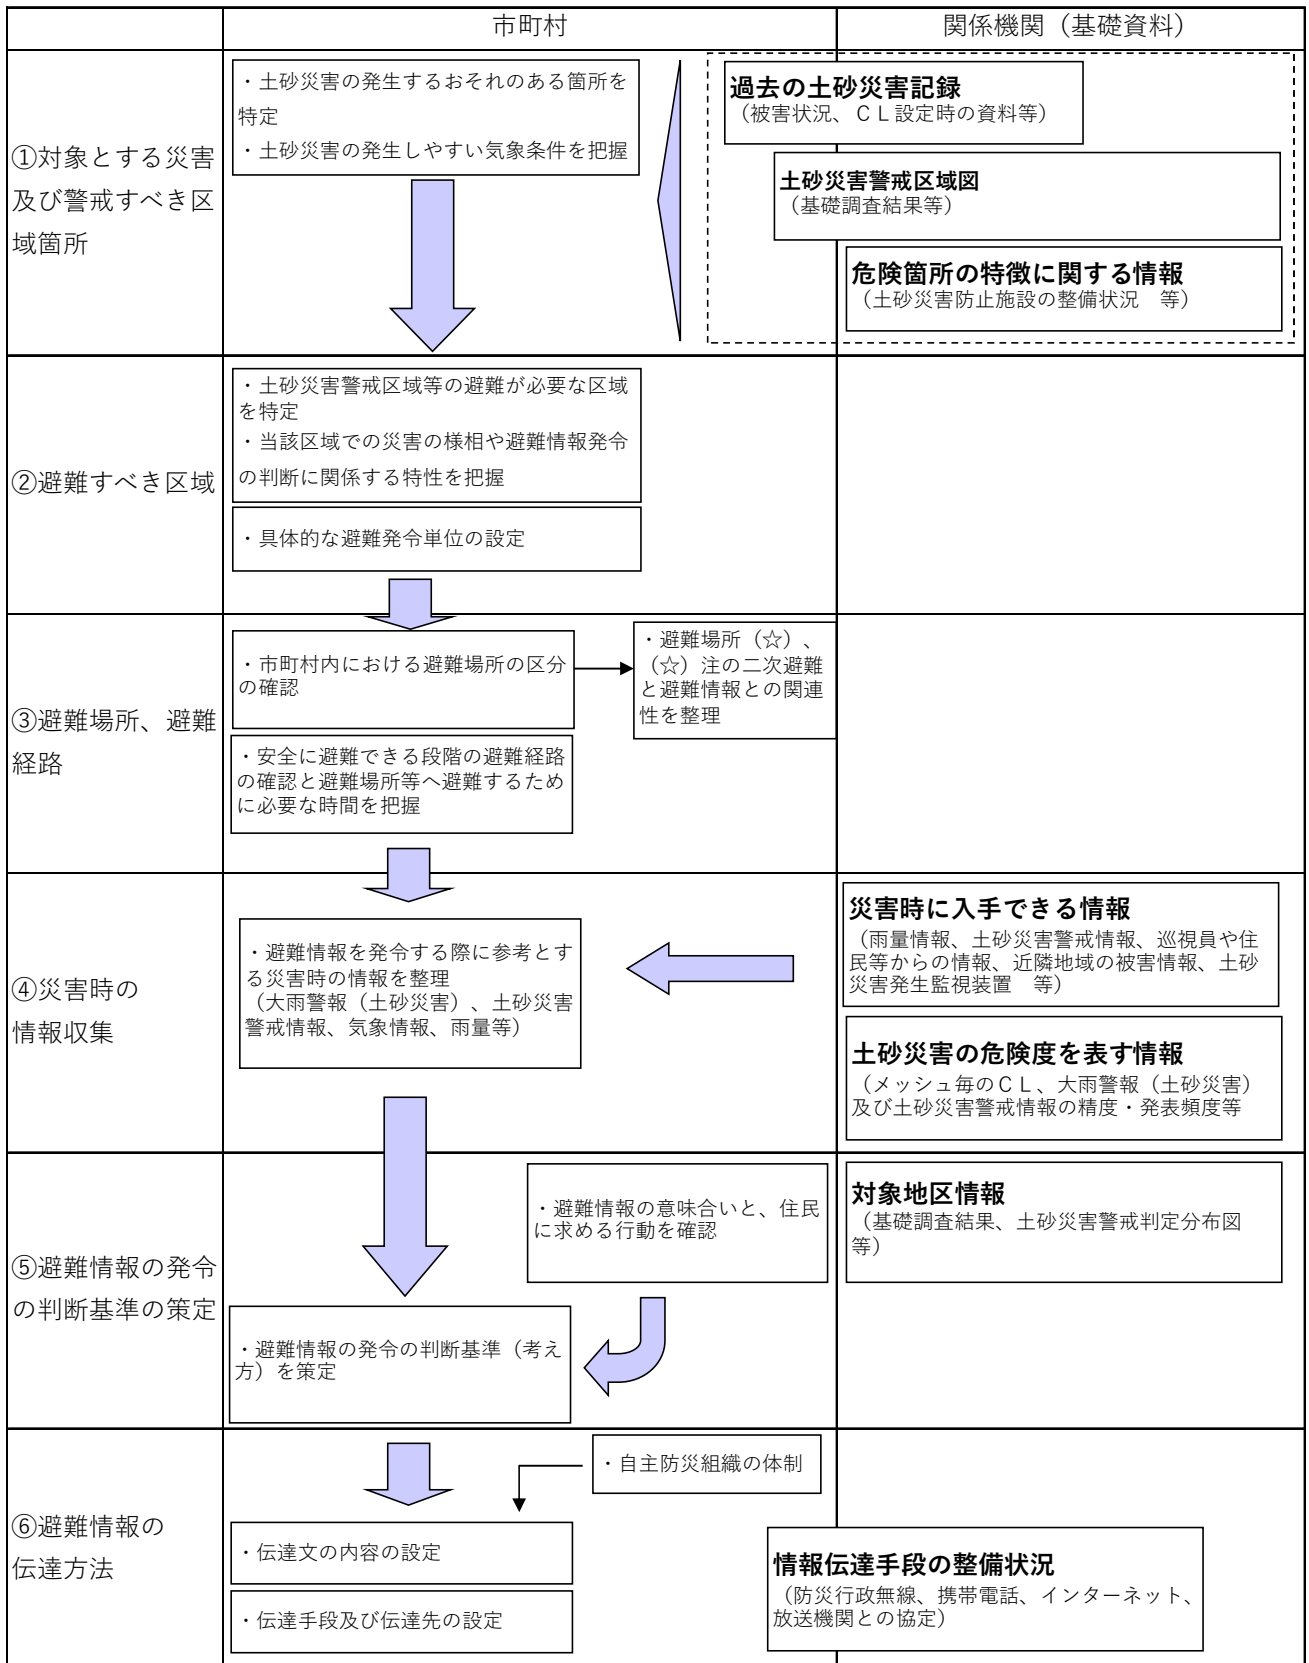 市町村
関係機関（基礎資料）
①対象とする災害
及び警戒すべき区
域箇所
・土砂災害の発生するおそれのある箇所を
特定
・土砂災害の発生しやすい気象条件を把握
過去の土砂災害記録
（被害状況、ＣＬ設定時の資料等）
土砂災害警戒区域図
（基礎調査結果等）
危険箇所の特徴に関する情報
（土砂災害防止施設の整備状況　等）
②避難すべき区域
・土砂災害警戒区域等の避難が必要な区域
を特定
・当該区域での災害の様相や避難情報発令
の判断に関係する特性を把握
・具体的な避難発令単位の設定
③避難場所、避難
経路
・市町村内における避難場所の区分
の確認
・避難場所（☆）、
（☆）注の二次避難
と避難情報との関連
性を整理
・安全に避難できる段階の避難経路
の確認と避難場所等へ避難するため
に必要な時間を把握
④災害時の
情報収集
・避難情報を発令する際に参考とす
る災害時の情報を整理
（大雨警報（土砂災害）、土砂災害
警戒情報、気象情報、雨量等）
災害時に入手できる情報
（雨量情報、土砂災害警戒情報、巡視員や住
民等からの情報、近隣地域の被害情報、土砂
災害発生監視装置　等）
土砂災害の危険度を表す情報
（メッシュ毎のＣＬ、大雨警報（土砂災害）
及び土砂災害警戒情報の精度・発表頻度等
⑤避難情報の発令
の判断基準の策定
・避難情報の意味合いと、住民
に求める行動を確認
・避難情報の発令の判断基準（考え
方）を策定
対象地区情報
（基礎調査結果、土砂災害警戒判定分布図
等）
⑥避難情報の
伝達方法
・自主防災組織の体制
・伝達文の内容の設定
・伝達手段及び伝達先の設定
情報伝達手段の整備状況
（防災行政無線、携帯電話、インターネット、
放送機関との協定）